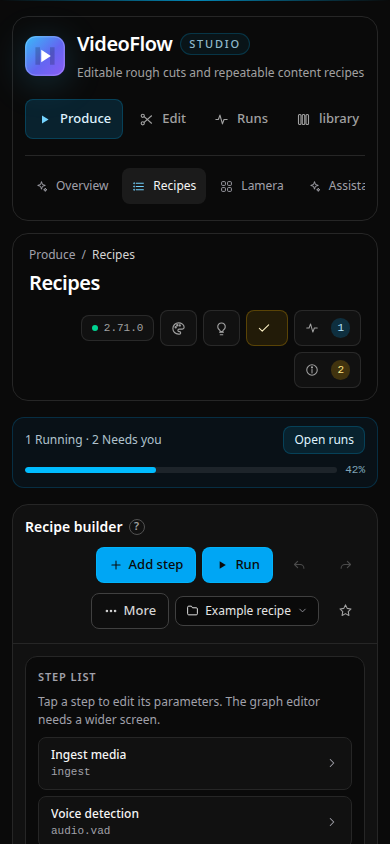 VideoFlow STUDIO
Editable rough cuts and repeatable content recipes
Produce Edit Runs library
Overview Recipes Lamera Assista
Produce / Recipes
Recipes
2.71.0 1
2
1 Running · 2 Needs you Open runs
42%
Recipe builder ?
+ Add step Run
··· More Example recipe
STEP LIST
Tap a step to edit its parameters. The graph editor
needs a wider screen.
Ingest media
ingest
Voice detection
audio.vad